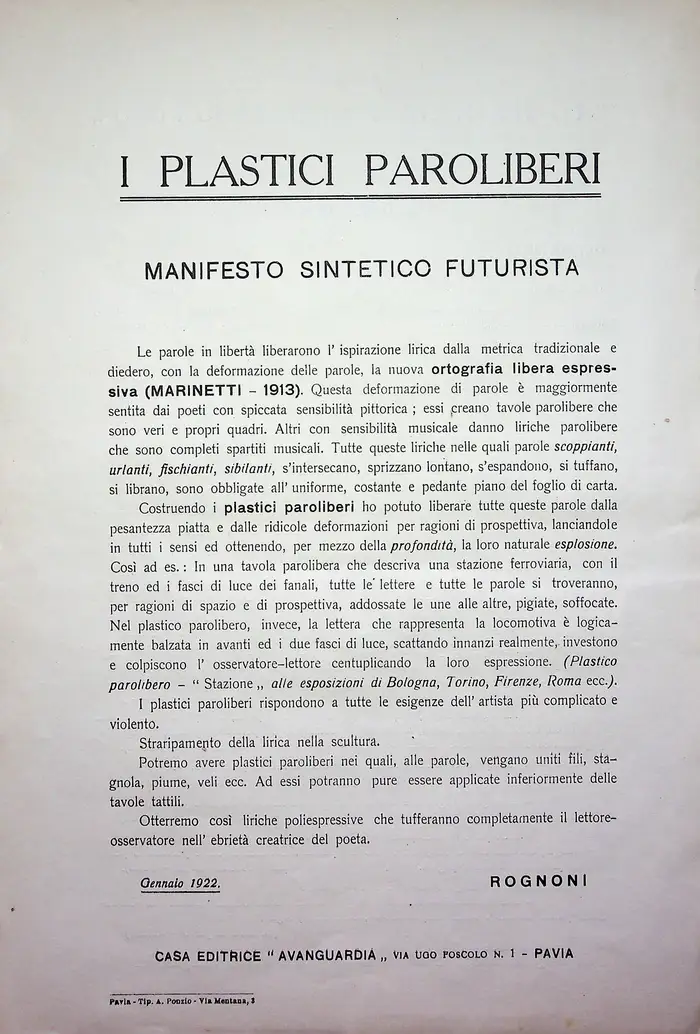 I PLASTICI PAROLIBERI
MANIFESTO SINTETICO FUTURISTA
Le parole in libertà liberarono l' ispirazione lirica dalla metrica tradizionale e
diedero, con la deformazione delle parole, la nuova ortografia libera espres-
siva (MARINETTI - 1913). Questa deformazione di parole è maggiormente
sentita dai poeti con spiccata sensibilità pittorica ; essi creano tavole parolibere che
sono veri e propri quadri. Altri con sensibilità musicale danno liriche parolibere
che sono completi spartiti musicali. Tutte queste liriche nelle quali parole scoppianti,
urlanti, fischianti, sibilanti, s'intersecano, sprizzano lontano, s'espandono, si tuffano,
si librano, sono obbligate all' uniforme, costante e pedante piano del foglio di carta.
Costruendo i plastici paroliberi ho potuto liberare tutte queste parole dalla
pesantezza piatta e dalle ridicole deformazioni per ragioni di prospettiva, lanciandole
in tutti i sensi ed ottenendo, per mezzo della profondità, la loro naturale esplosione.
Così ad es. : In una tavola parolibera che descriva una stazione ferroviaria, con il
treno ed i fasci di luce dei fanali, tutte le lettere e tutte le parole si troveranno,
per ragioni di spazio e di prospettiva, addossate le une alle altre, pigiate, soffocate.
Nel plastico parolibero, invece, la lettera che rappresenta la locomotiva è logica-
mente balzata in avanti ed i due fasci di luce, scattando innanzi realmente, investono
e colpiscono l' osservatore-lettore centuplicando la loro espressione. (Plastico
parolibero - “ Stazione „ alle esposizioni di Bologna, Torino, Firenze, Roma ecc.).
I plastici paroliberi rispondono a tutte le esigenze dell' artista più complicato e
violento.
Straripamento della lirica nella scultura.
Potremo avere plastici paroliberi nei quali, alle parole, vengano uniti fili, sta-
gnola, piume, veli ecc. Ad essi potranno pure essere applicate inferiormente delle
tavole tattili.
Otterremo così liriche poliespressive che tufferanno completamente il lettore-
osservatore nell' ebrietà creatrice del poeta.
Gennaio 1922.
ROGNONI
CASA EDITRICE “ AVANGUARDIA „ VIA UGO FOSCOLO N. 1 - PAVIA
Pavia - Tip. A. Ponzio - Via Mentana, 3